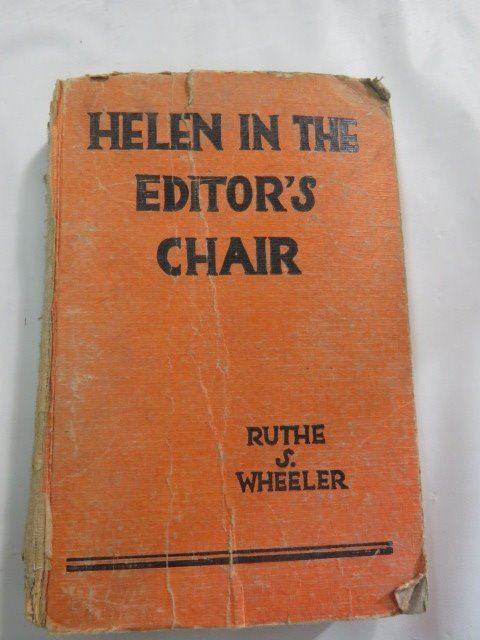 HELEN IN THE
EDITOR'S
CHAIR
RUTHE
S.
WHEELER